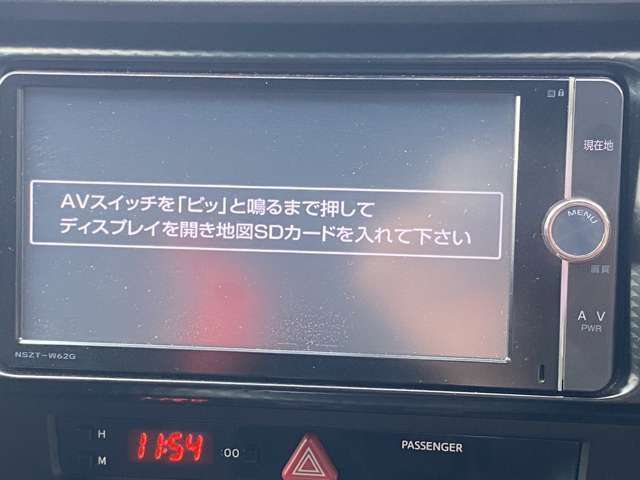 現在地
AVスイッチを「ピッ」と鳴るまで押して
ディスプレイを開き地図SDカードを入れて下さい
MENU
画質
A V
PWR
NSZT-W62G
H
M
11:54
:00
PASSENGER